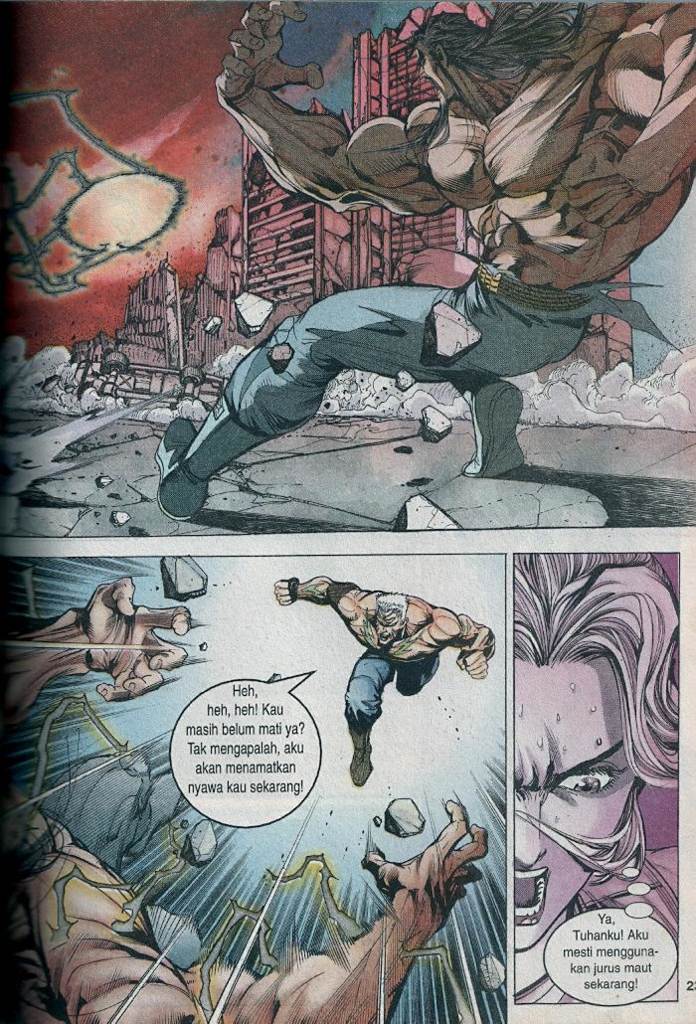 Heh,
heh, heh! Kau
masih belum mati ya?
Tak mengapalah, aku
akan menamatkan
nyawa kau sekarang!
Ya,
Tuhanku! Aku
mesti mengguna-
kan jurus maut
sekarang!